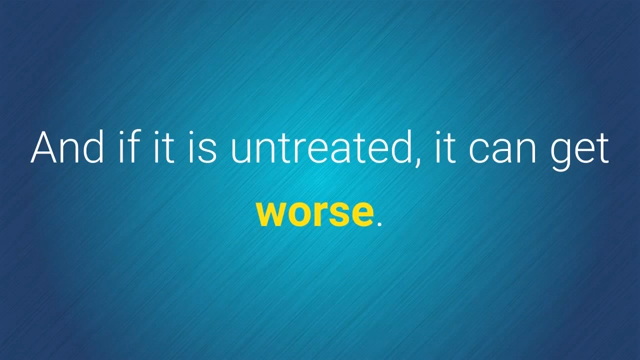 And if it is untreated, it can get
worse.